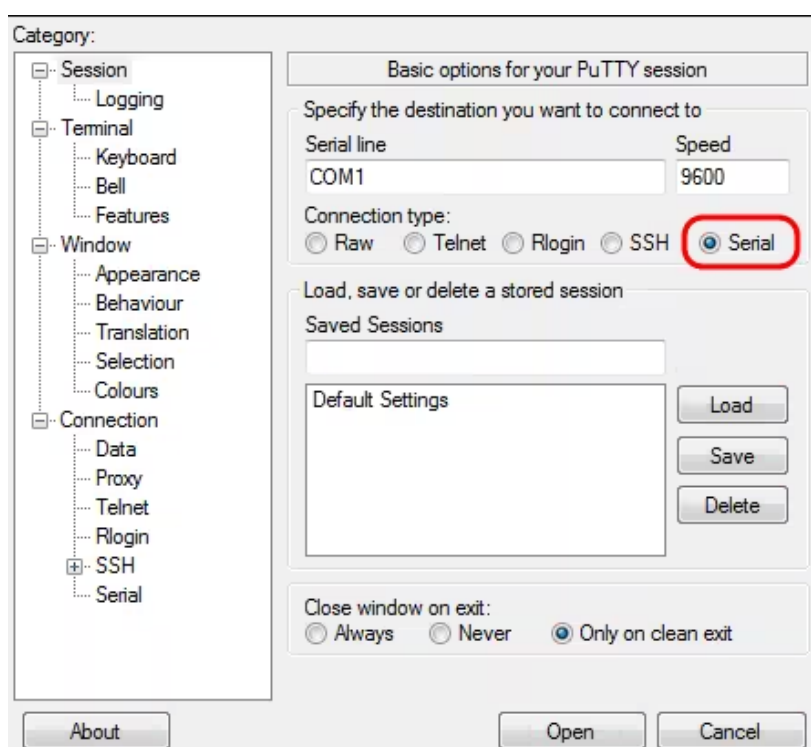 Category:
Session
Logging
Terminal
Keyboard
Bell
Features
Window
Appearance
Behaviour
Translation
Selection
Colours
Connection
Data
Proxy
Telnet
Rlogin
SSH
Serial
Basic options for your PuTTY session
Specify the destination you want to connect to
Serial line Speed
COM1 9600
Connection type:
Raw Telnet Rlogin SSH Serial
Load, save or delete a stored session
Saved Sessions
Default Settings
Load
Save
Delete
Close window on exit:
Always Never Only on clean exit
About Open Cancel